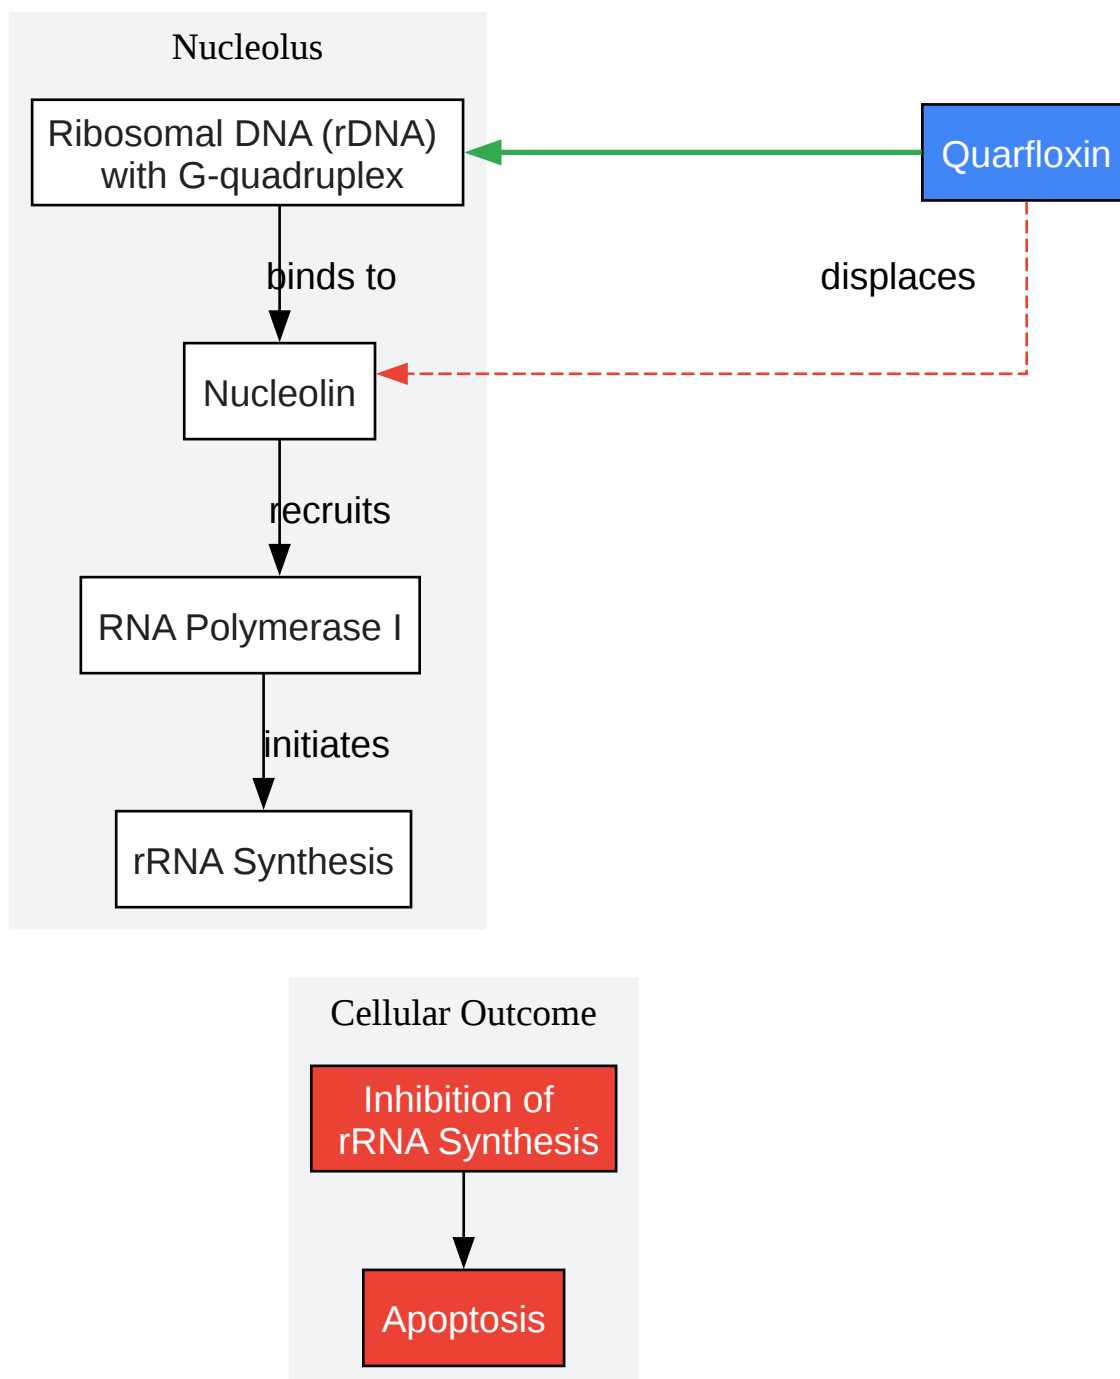 Nucleolus
Ribosomal DNA (rDNA)
with G-quadruplex
Quarfloxin
binds to
displaces
Nucleolin
recruits
RNA Polymerase I
initiates
rRNA Synthesis
Cellular Outcome
Inhibition of
rRNA Synthesis
Apoptosis